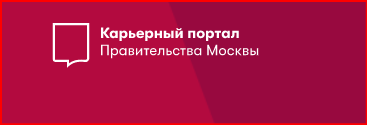 Карьерный портал
Правительства Москвы